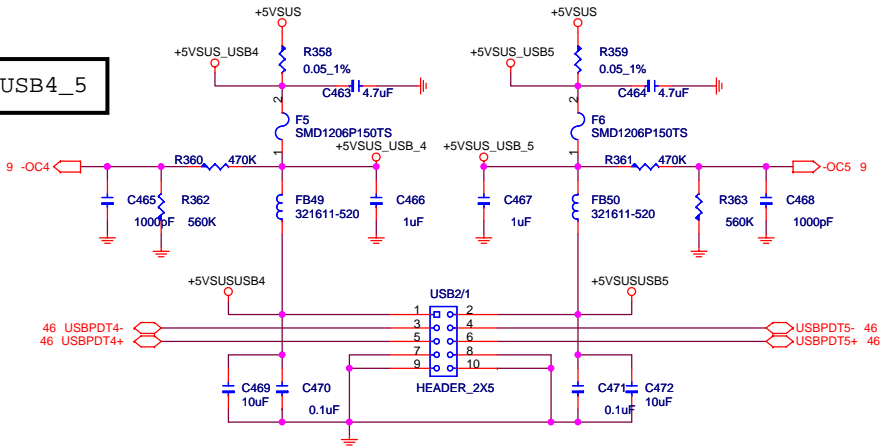 +5VSUS +5VSUS
+5VSUS_USB4 R358 +5VSUS_USB5 R359
0.05_1% 0.05_1%
USB4_5 C463 4.7uF C464 4.7uF
2 2
F5 F6
SMD1206P150TS SMD1206P150TS
1 +5VSUS_USB_4 +5VSUS_USB_5 1
9 -OC4 R360 470K R361 470K -OC5 9
C465 R362 FB49 C466 C467 FB50 R363 C468
1000pF 560K 321611-520 1uF 1uF 321611-520 560K 1000pF
+5VSUSUSB4 +5VSUSUSB5
USB2/1
1 2
46 USBPDT4- 3 4 USBPDT5- 46
46 USBPDT4+ 5 6 USBPDT5+ 46
7 8
9 10
C469 C470 HEADER_2X5 C471 C472
10uF 0.1uF 0.1uF 10uF